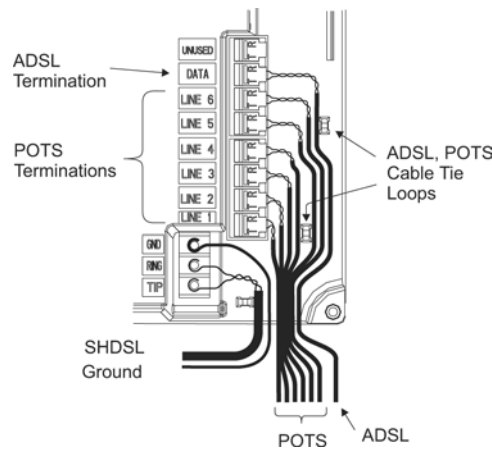 UNUSED
ADSL
Termination
DATA
LINE 6
LINE 5
POTS
Terminations
LINE 4
LINE 3
LINE 2
LINE 1
T R
T R
T R
T R
T R
T R
T R
T R
ADSL, POTS
Cable Tie
Loops
GND
RING
TIP
SHDSL
Ground
POTS
ADSL